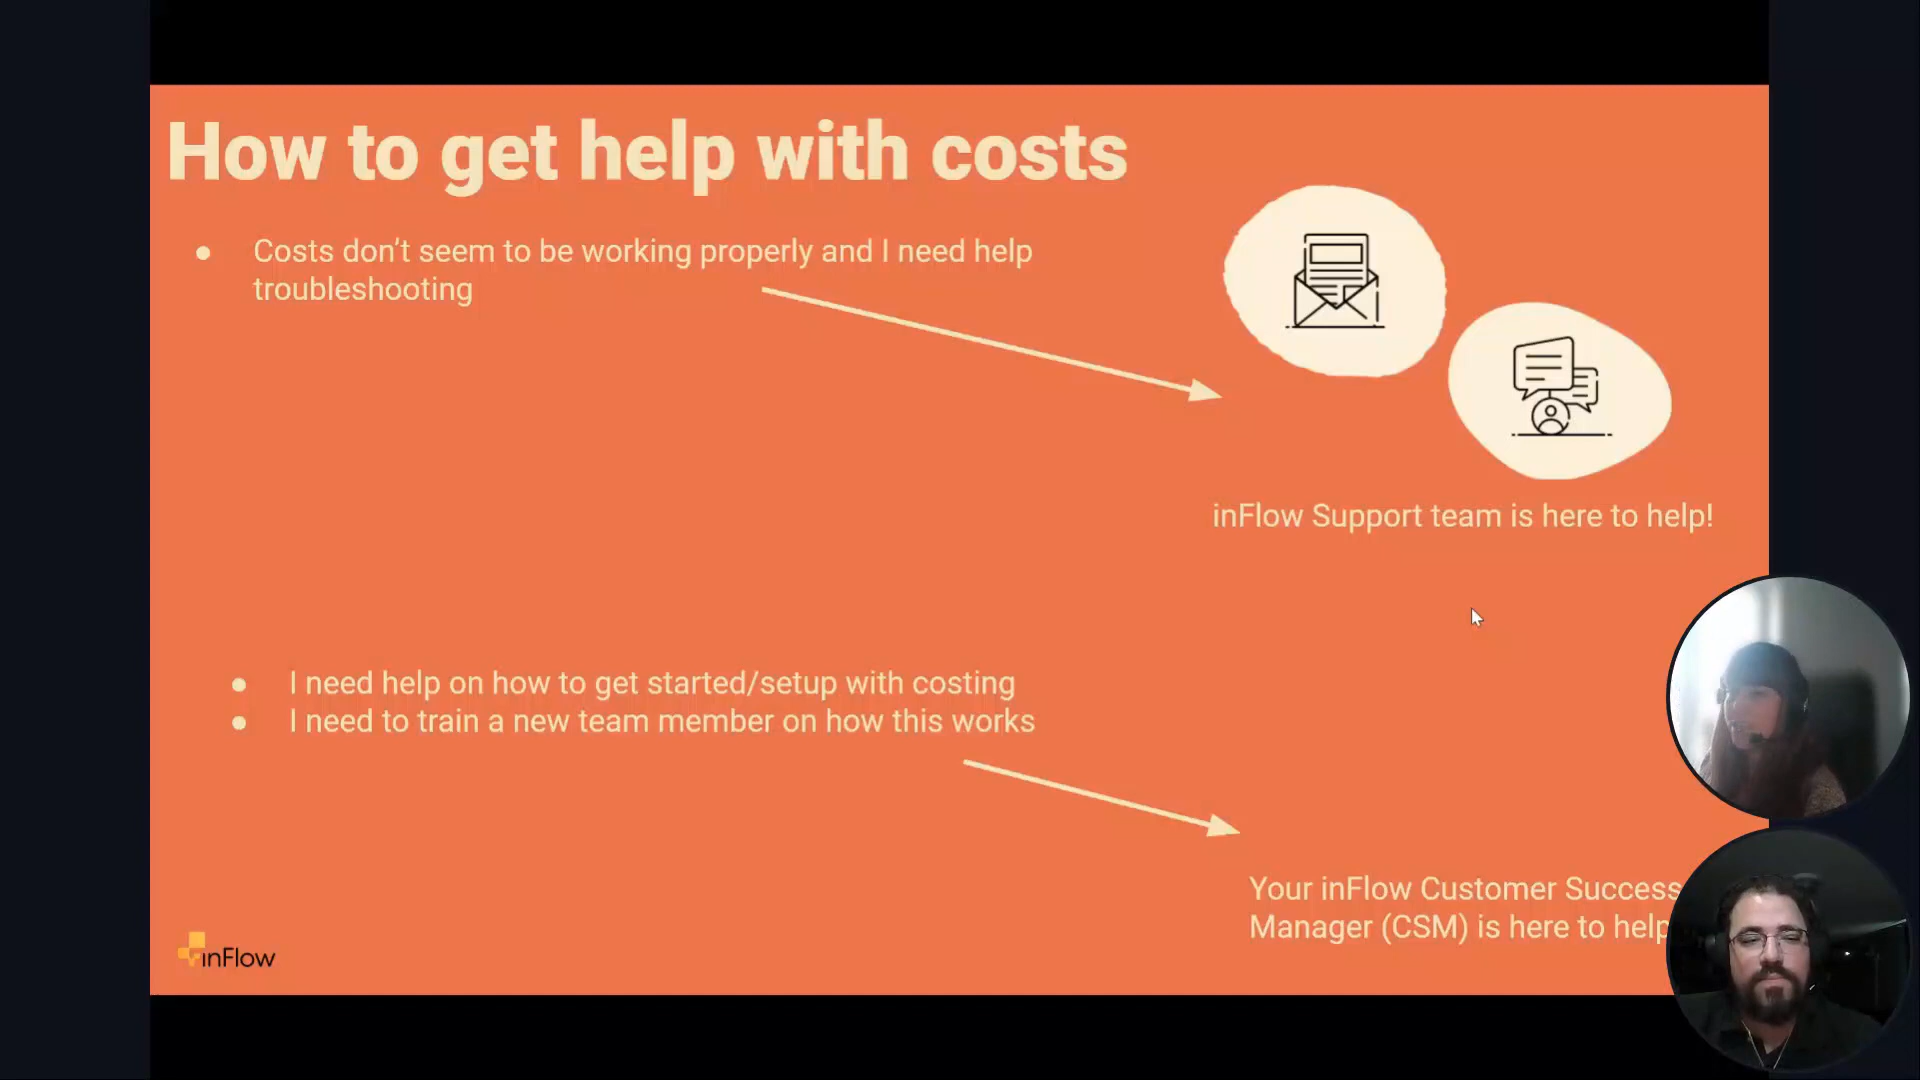 How to get help with costs
● Costs don't seem to be working properly and I need help
troubleshooting
inFlow Support team is here to help!
● I need help on how to get started/setup with costing
● I need to train a new team member on how this works
Your inFlow Customer Success
Manager (CSM) is here to help
inFlow